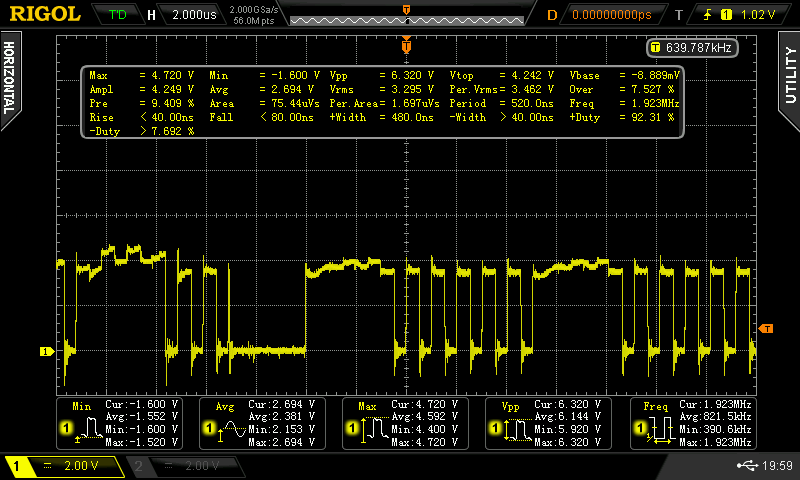 RIGOL T'D H 2.000us 2.000GSa/s 56.0M pts D 0.00000000ps T 1 1.02 V
HORIZONTAL
UTILITY
T 639.787kHz
Max = 4.720 V Min = -1.600 V Vpp = 6.320 V Vtop = 4.242 V Vbase = -8.889mV
Ampl = 4.249 V Avg = 2.694 V Vrms = 3.295 V Per.Vrms= 3.462 V Over = 7.527 %
Pre = 9.409 % Area = 75.44uVs Per.Area= 1.697uVs Period = 520.0ns Freq = 1.923MHz
Rise < 40.00ns Fall < 80.00ns +Width = 480.0ns -Width > 40.00ns +Duty = 92.31 %
-Duty > 7.692 %
T
1
T
Min Cur:-1.600 V
Avg:-1.552 V
1 Min:-1.600 V
Max:-1.520 V
Avg Cur:2.694 V
Avg:2.381 V
1 Min:2.153 V
Max:2.694 V
Max Cur:4.720 V
Avg:4.592 V
1 Min:4.400 V
Max:4.720 V
Vpp Cur:6.320 V
Avg:6.144 V
1 Min:5.920 V
Max:6.320 V
Freq Cur:1.923MHz
Avg:821.5kHz
1 Min:390.6kHz
Max:1.923MHz
1 2.00 V 2 2.00 V 19:59